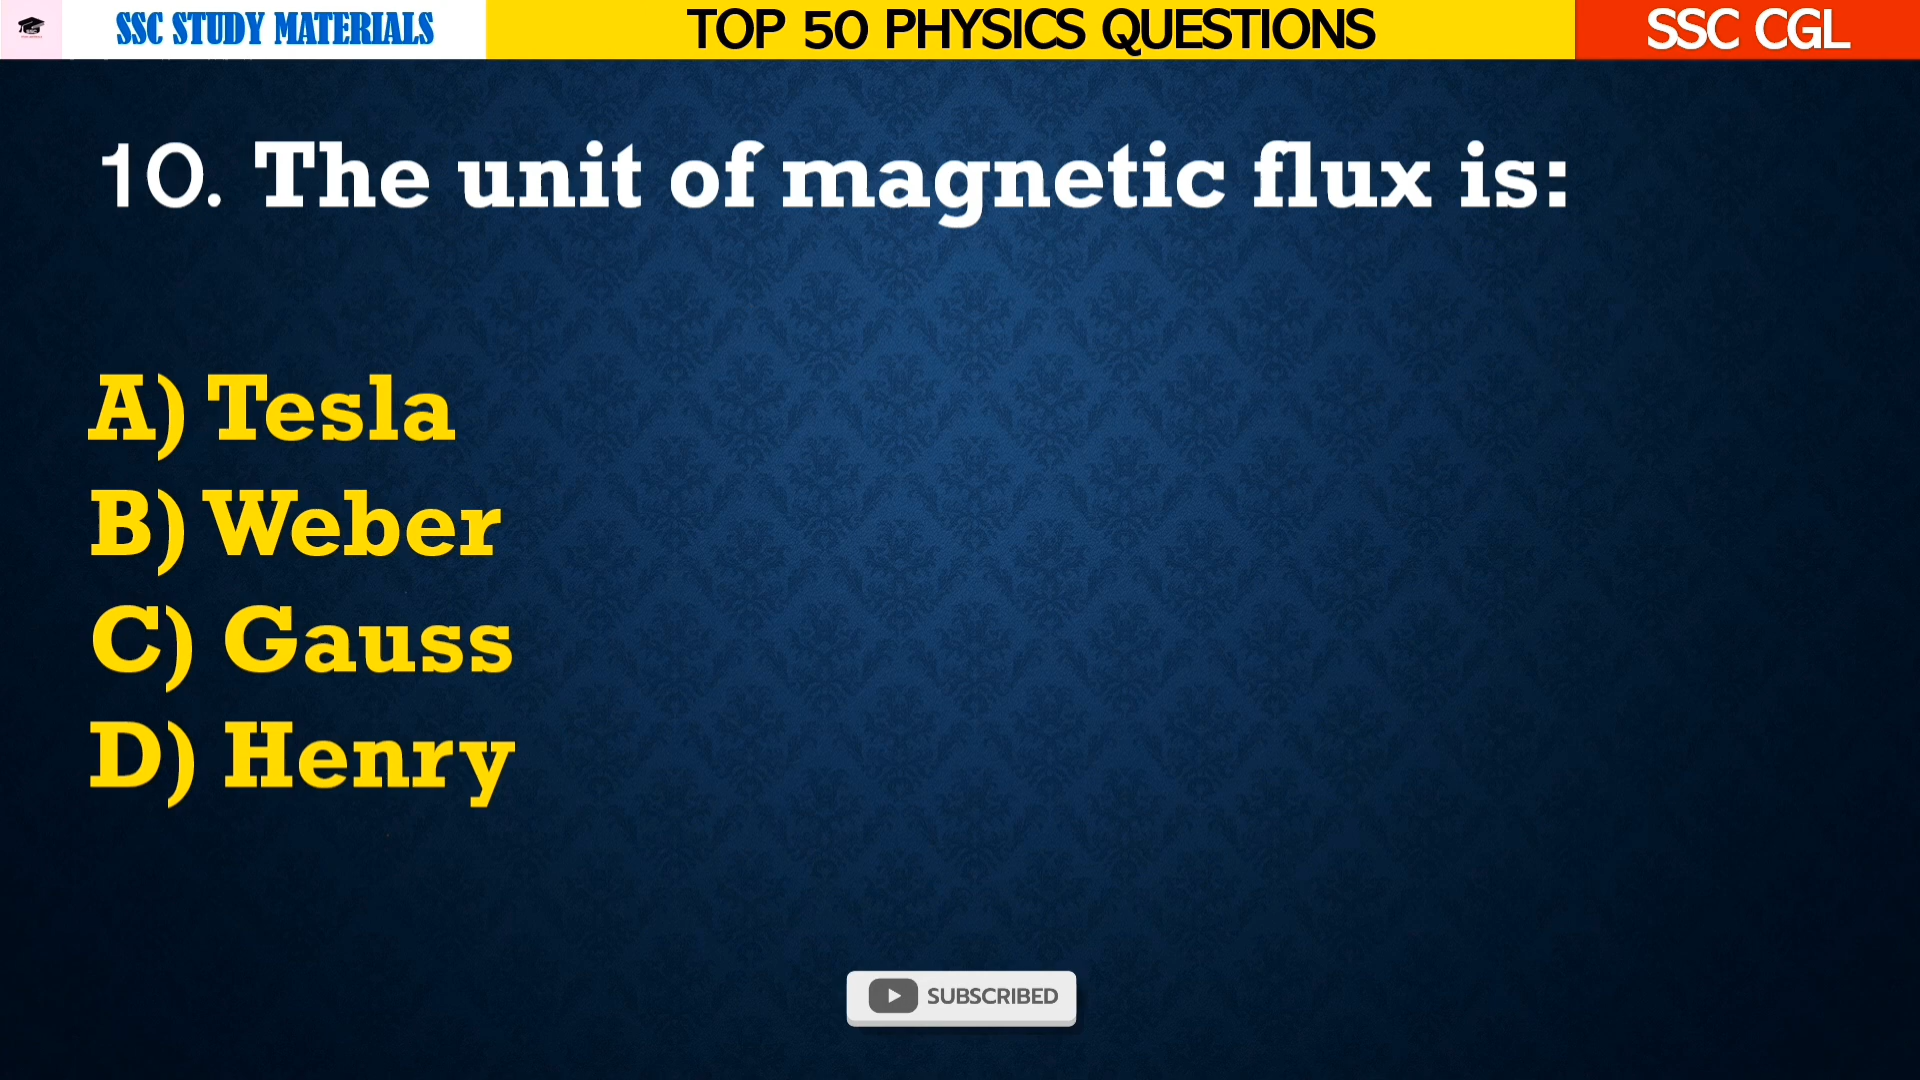 SSC STUDY MATERIALS
TOP 50 PHYSICS QUESTIONS
SSC CGL
10. The unit of magnetic flux is:
A) Tesla
B) Weber
C) Gauss
D) Henry
SUBSCRIBED